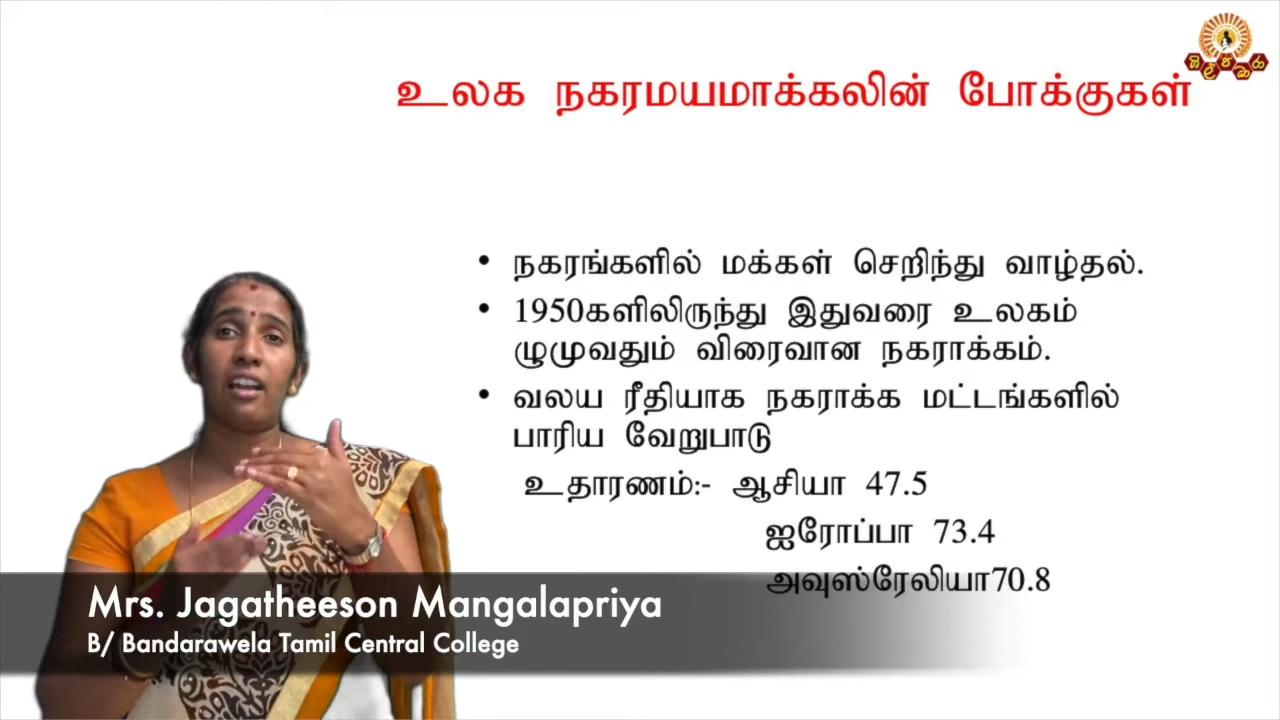 உலக நகரமயமாக்கலின் போக்குகள்
• நகரங்களில் மக்கள் செறிந்து வாழ்தல்.
• 1950களிலிருந்து இதுவரை உலகம்
முழுமுவதும் விரைவான நகராக்கம்.
• வலய ரீதியாக நகராக்க மட்டங்களில்
பாரிய வேறுபாடு
உதாரணம்:- ஆசியா 47.5
ஐரோப்பா 73.4
அவுஸ்ரேலியா70.8
Mrs. Jagatheeson Mangalapriya
B/ Bandarawela Tamil Central College